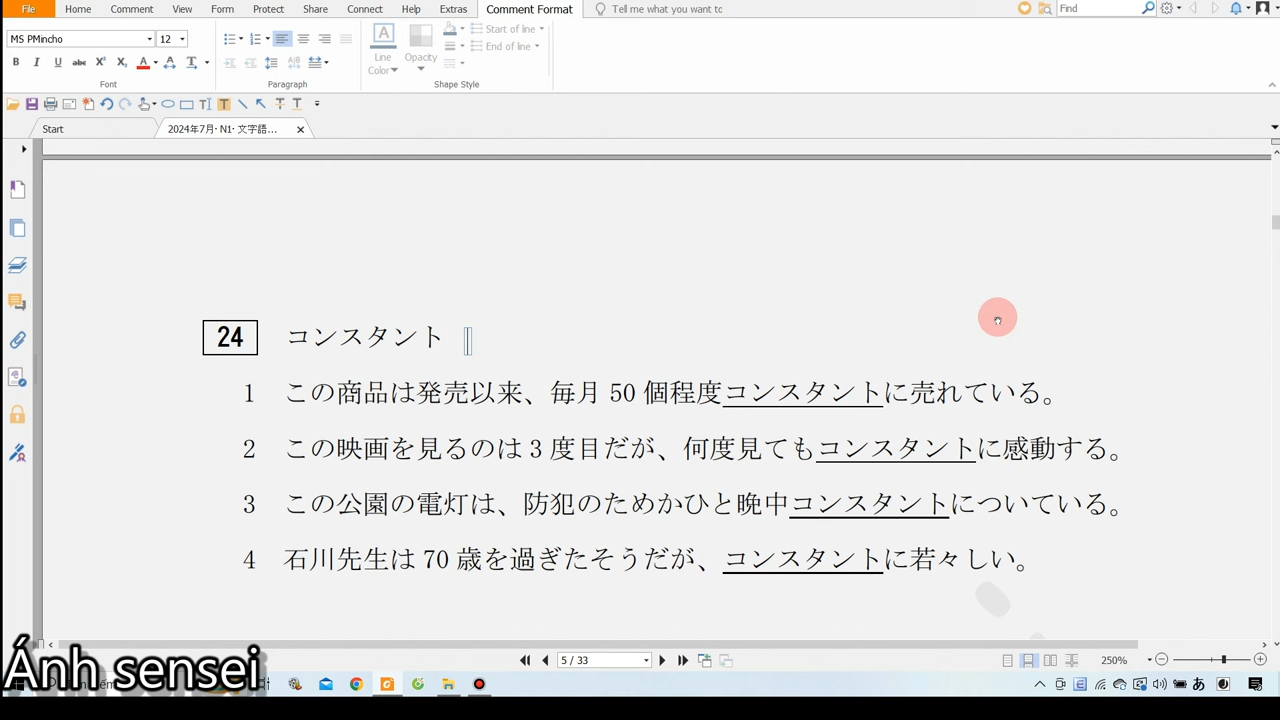 File Home Comment View Form Protect Share Connect Help Extras Comment Format Tell me what you want to Find
MS PMincho 12 Line Color Opacity Start of line End of line
Font Paragraph Shape Style
Start 2024年7月· N1· 文字語...
24 コンスタント
1 この商品は発売以来、毎月 50 個程度コンスタントに売れている。
2 この映画を見るのは 3 度目だが、何度見てもコンスタントに感動する。
3 この公園の電灯は、防犯のためかひと晩中コンスタントについている。
4 石川先生は 70 歳を過ぎたそうだが、コンスタントに若々しい。
5 / 33 250%
Ánh sensei